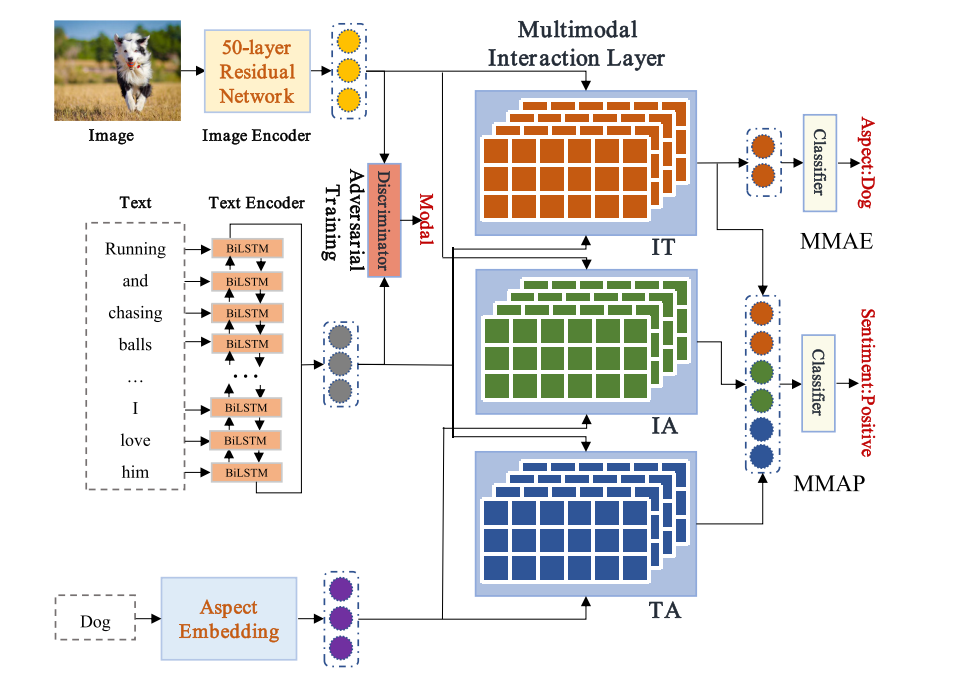 Multimodal
Interaction Layer
50-layer
Residual
Network
Image
Image Encoder
Text
Text Encoder
Running
and
chasing
balls
...
I
love
him
BiLSTM
BiLSTM
BiLSTM
BiLSTM
...
BiLSTM
BiLSTM
BiLSTM
Adversarial
Training
Discriminator
Modal
IT
IA
TA
Classifier
Aspect:Dog
MMAE
Classifier
Sentiment:Positive
MMAP
Dog
Aspect
Embedding